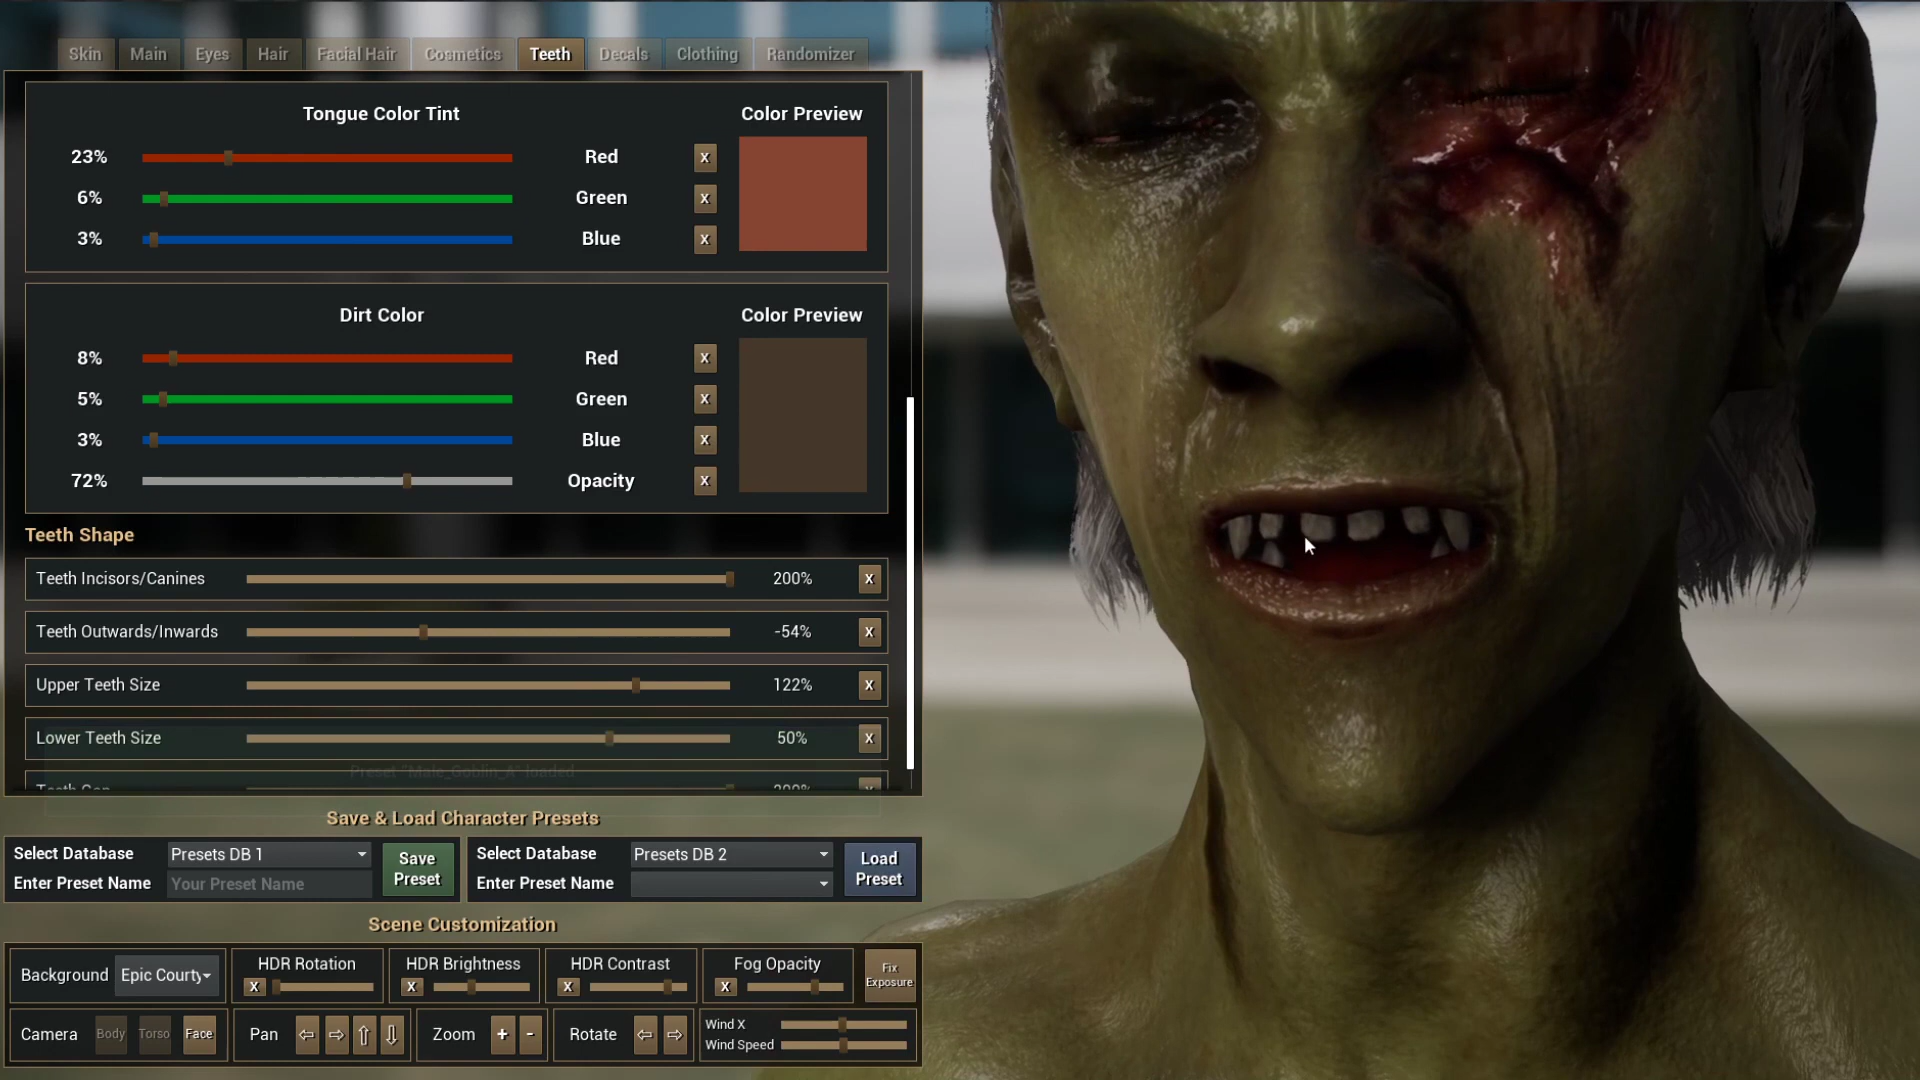 Skin Main Eyes Hair Facial Hair Cosmetics Teeth Decals Clothing Randomizer
Tongue Color Tint Color Preview
23% Red X
6% Green X
3% Blue X
Dirt Color Color Preview
8% Red X
5% Green X
3% Blue X
72% Opacity X
Teeth Shape
Teeth Incisors/Canines 200% X
Teeth Outwards/Inwards -54% X
Upper Teeth Size 122% X
Lower Teeth Size 50% X
Preset "Male_Goblin_A" loaded
Save & Load Character Presets
Select Database Presets DB 1 Save Preset Select Database Presets DB 2 Load Preset
Enter Preset Name Your Preset Name Enter Preset Name
Scene Customization
Background Epic Courty HDR Rotation X HDR Brightness X HDR Contrast X Fog Opacity X Fix Exposure
Camera Body Torso Face Pan Zoom + - Rotate Wind X
Wind Speed